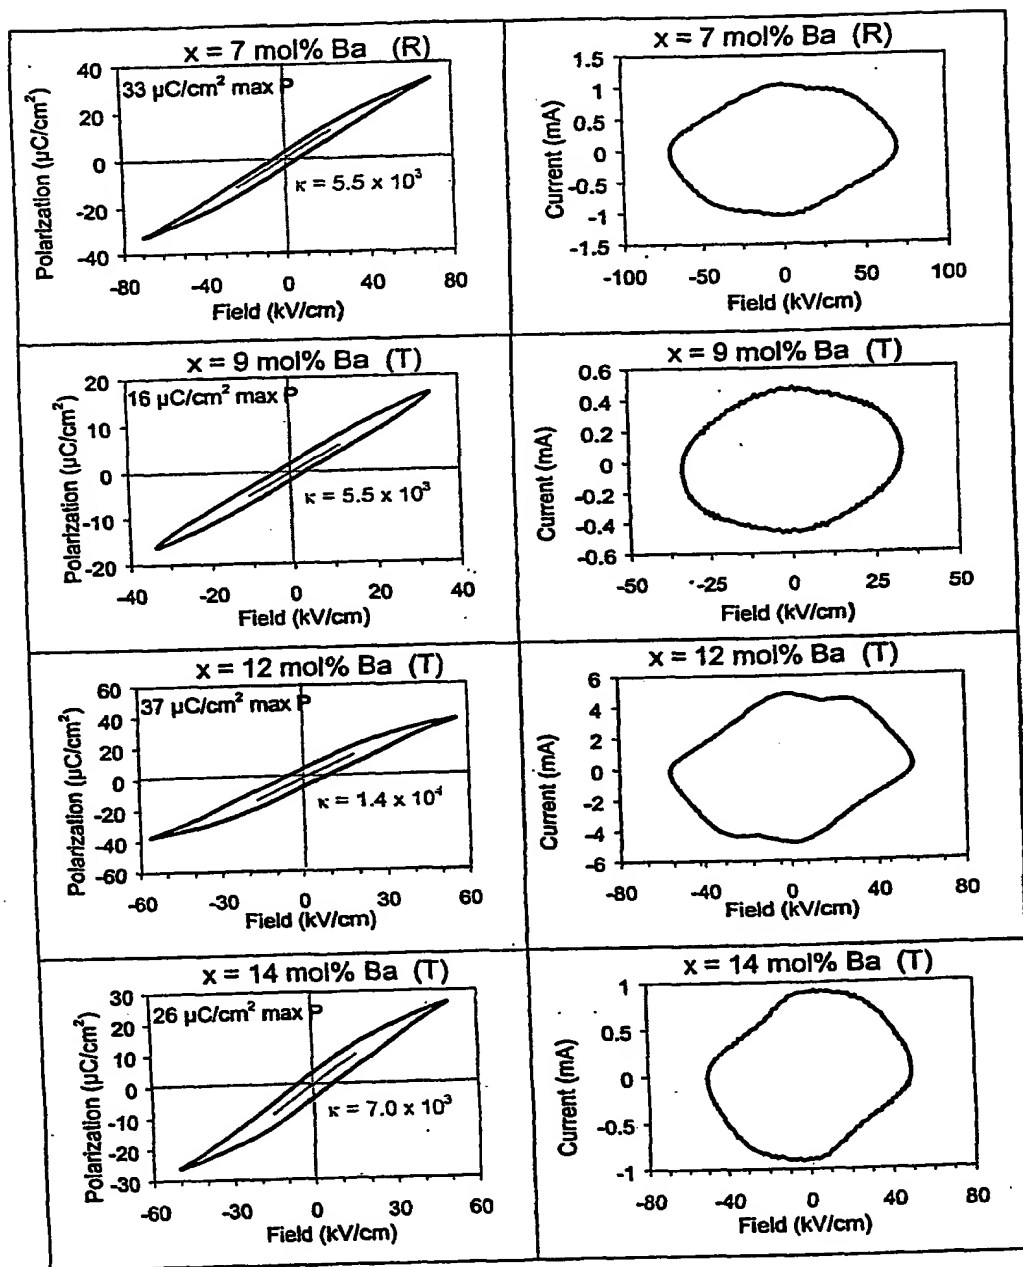 x = 7 mol% Ba (R)
33 µC/cm² max P
Polarization (µC/cm²)
40
20
0
-20
-40
κ = 5.5 x 10³
-80 -40 0 40 80
Field (kV/cm)
x = 7 mol% Ba (R)
Current (mA)
1.5
1
0.5
0
-0.5
-1
-1.5
-100 -50 0 50 100
Field (kV/cm)
x = 9 mol% Ba (T)
16 µC/cm² max P
Polarization (µC/cm²)
20
10
0
-10
-20
κ = 5.5 x 10³
-40 -20 0 20 40
Field (kV/cm)
x = 9 mol% Ba (T)
Current (mA)
0.6
0.4
0.2
0
-0.2
-0.4
-0.6
-50 -25 0 25 50
Field (kV/cm)
x = 12 mol% Ba (T)
37 µC/cm² max P
Polarization (µC/cm²)
60
40
20
0
-20
-40
-60
κ = 1.4 x 10⁴
-60 -30 0 30 60
Field (kV/cm)
x = 12 mol% Ba (T)
Current (mA)
6
4
2
0
-2
-4
-6
-80 -40 0 40 80
Field (kV/cm)
x = 14 mol% Ba (T)
26 µC/cm² max P
Polarization (µC/cm²)
30
20
10
0
-10
-20
-30
κ = 7.0 x 10³
-60 -30 0 30 60
Field (kV/cm)
x = 14 mol% Ba (T)
Current (mA)
1
0.5
0
-0.5
-1
-80 -40 0 40 80
Field (kV/cm)